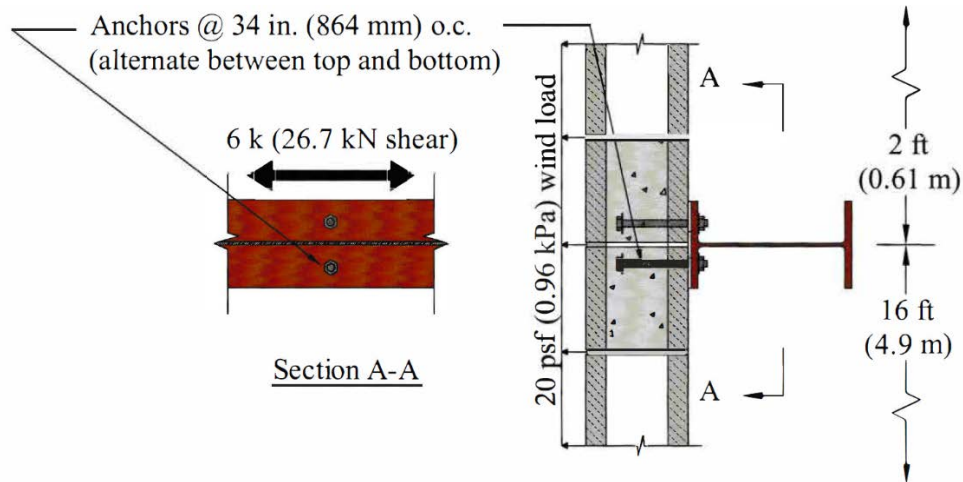 Anchors @ 34 in. (864 mm) o.c.
(alternate between top and bottom)
6 k (26.7 kN shear)
Section A-A
20 psf (0.96 kPa) wind load
A
A
2 ft
(0.61 m)
16 ft
(4.9 m)